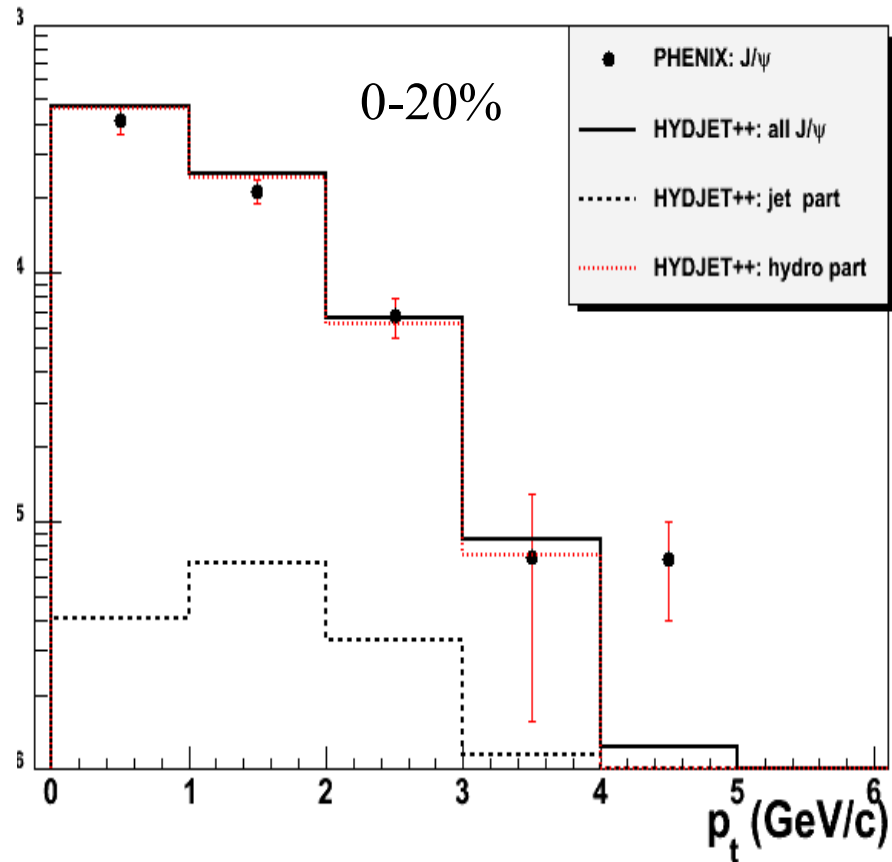 3
0-20%
PHENIX: J/ψ
HYDJET++: all J/ψ
HYDJET++: jet part
HYDJET++: hydro part
4
5
6
0 1 2 3 4 5 6
p_t (GeV/c)